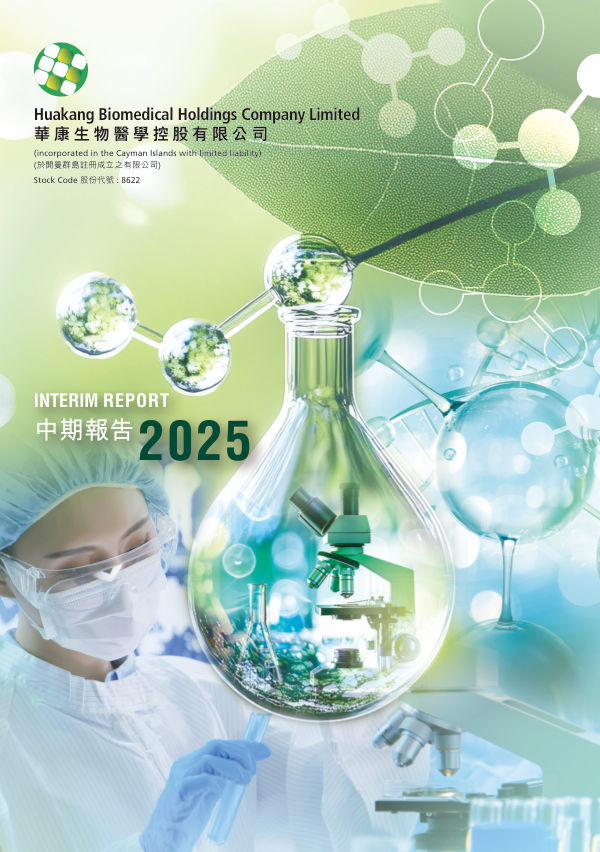 Huakang Biomedical Holdings Company Limited
華康生物醫學控股有限公司
(incorporated in the Cayman Islands with limited liability)
(於開曼群島註冊成立之有限公司)
Stock Code 股份代號 : 8622
INTERIM REPORT
中期報告 2025